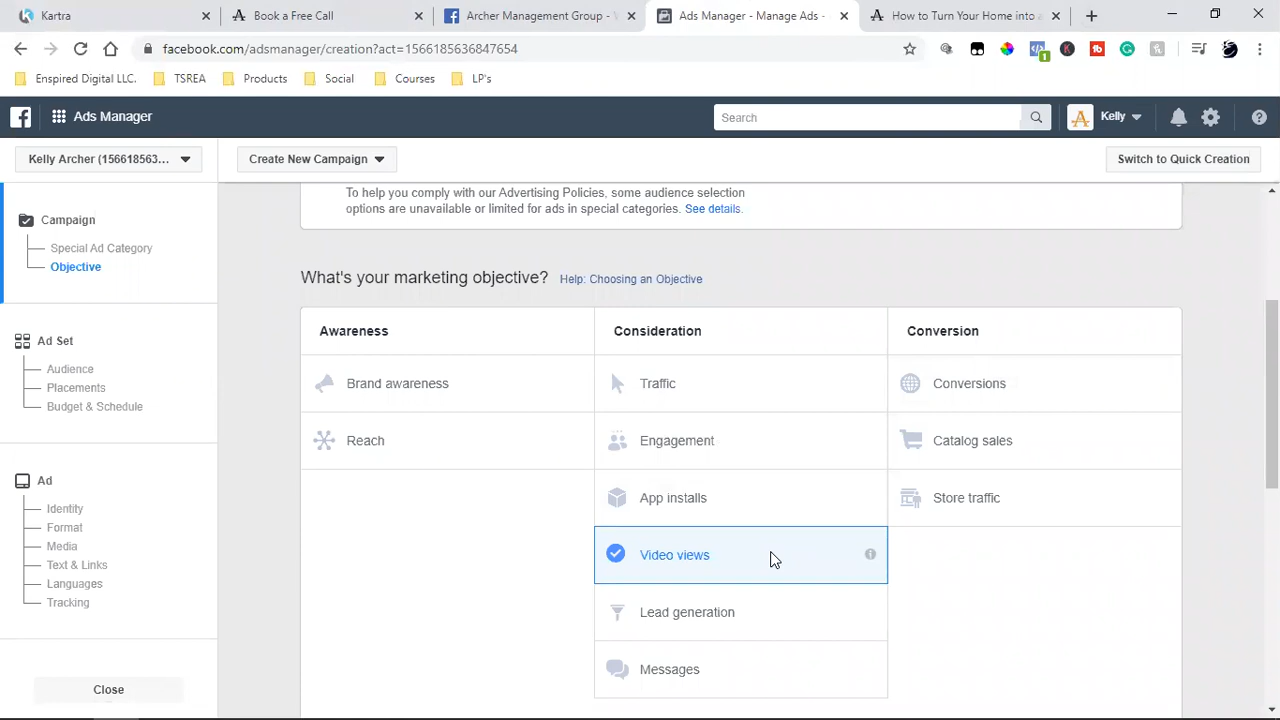 Kartra
Book a Free Call
Archer Management Group -
Ads Manager - Manage Ads -
How to Turn Your Home into a
facebook.com/adsmanager/creation?act=1566185636847654
1
Enspired Digital LLC.
TSREA
Products
Social
Courses
LP's
Ads Manager
Search
Kelly
Kelly Archer (156618563...
Create New Campaign
Switch to Quick Creation
Campaign
Special Ad Category
Objective
Ad Set
Audience
Placements
Budget & Schedule
Ad
Identity
Format
Media
Text & Links
Languages
Tracking
Close
To help you comply with our Advertising Policies, some audience selection
options are unavailable or limited for ads in special categories. See details.
What's your marketing objective? Help: Choosing an Objective
Awareness
Consideration
Conversion
Brand awareness
Traffic
Conversions
Reach
Engagement
Catalog sales
App installs
Store traffic
Video views
Lead generation
Messages